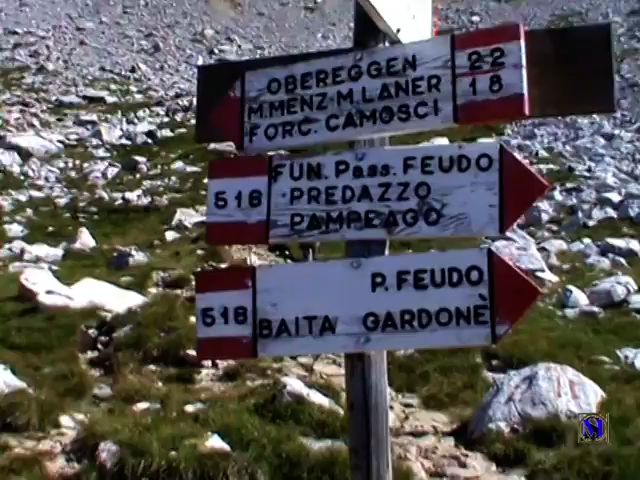 OBEREGGEN
M.MENZ-M.LANER
FORC. CAMOSCI
22
18
516
FUN. Pass. FEUDO
PREDAZZO
PAMPEAGO
518
P. FEUDO
BAITA GARDONÈ